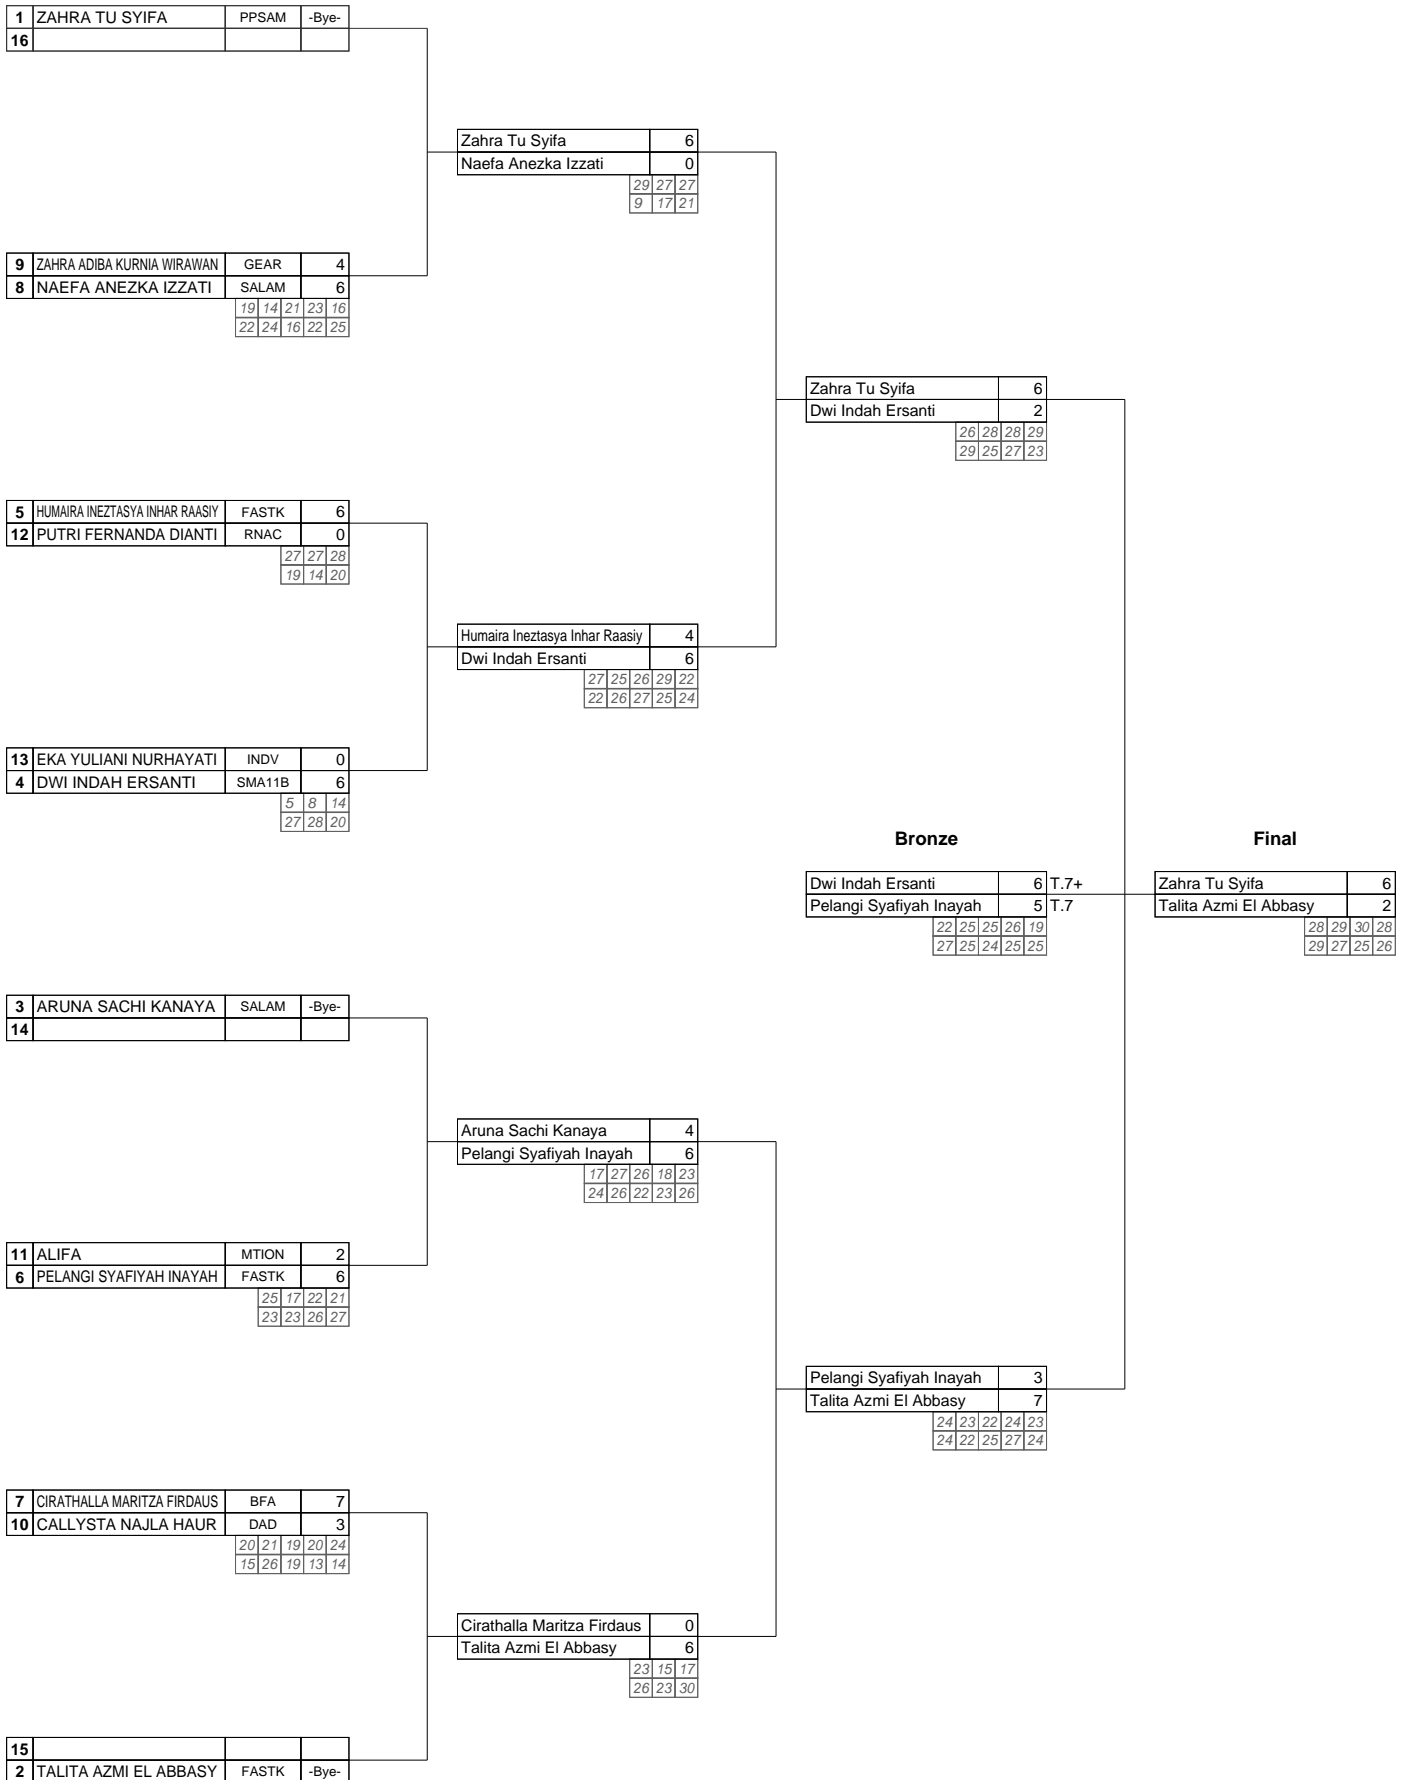 1 ZAHRA TU SYIFA PPSAM -Bye-
16
Zahra Tu Syifa 6
Naefa Anezka Izzati 0
29 27 27
9 17 21
9 ZAHRA ADIBA KURNIA WIRAWAN GEAR 4
8 NAEFA ANEZKA IZZATI SALAM 6
19 14 21 23 16
22 24 16 22 25
Zahra Tu Syifa 6
Dwi Indah Ersanti 2
26 28 28 29
29 25 27 23
5 HUMAIRA INEZTASYA INHAR RAASIY FASTK 6
12 PUTRI FERNANDA DIANTI RNAC 0
27 27 28
19 14 20
Humaira Ineztasya Inhar Raasiy 4
Dwi Indah Ersanti 6
27 25 26 29 22
22 26 27 25 24
13 EKA YULIANI NURHAYATI INDV 0
4 DWI INDAH ERSANTI SMA11B 6
5 8 14
27 28 20
Bronze Final
Dwi Indah Ersanti 6 T.7+ Zahra Tu Syifa 6
Pelangi Syafiyah Inayah 5 T.7 Talita Azmi El Abbasy 2
22 25 25 26 19 28 29 30 28
27 25 24 25 25 29 27 25 26
3 ARUNA SACHI KANAYA SALAM -Bye-
14
Aruna Sachi Kanaya 4
Pelangi Syafiyah Inayah 6
17 27 26 18 23
24 26 22 23 26
11 ALIFA MTION 2
6 PELANGI SYAFIYAH INAYAH FASTK 6
25 17 22 21
23 23 26 27
Pelangi Syafiyah Inayah 3
Talita Azmi El Abbasy 7
24 23 22 24 23
24 22 25 27 24
7 CIRATHALLA MARITZA FIRDAUS BFA 7
10 CALLYSTA NAJLA HAUR DAD 3
20 21 19 20 24
15 26 19 13 14
Cirathalla Maritza Firdaus 0
Talita Azmi El Abbasy 6
23 15 17
26 23 30
15
2 TALITA AZMI EL ABBASY FASTK -Bye-